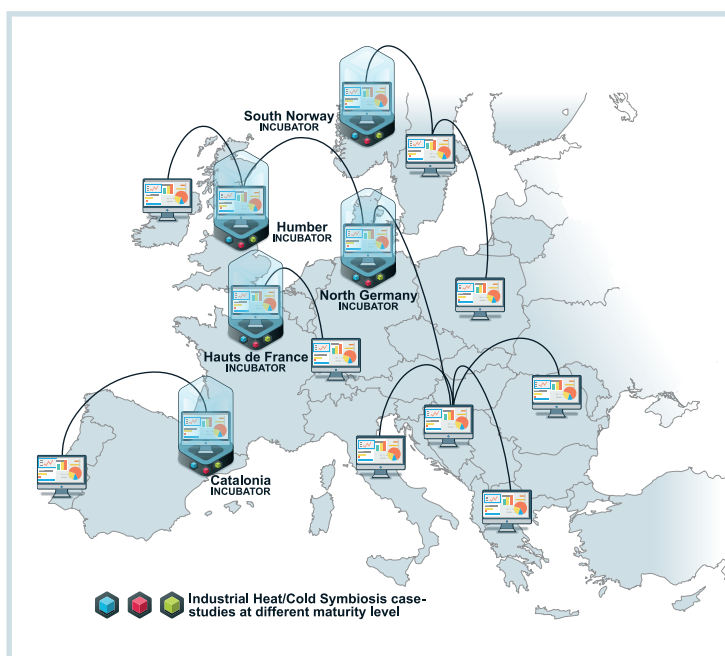 South Norway
INCUBATOR
Humber
INCUBATOR
North Germany
INCUBATOR
Hauts de France
INCUBATOR
Catalonia
INCUBATOR
Industrial Heat/Cold Symbiosis case-
studies at different maturity level